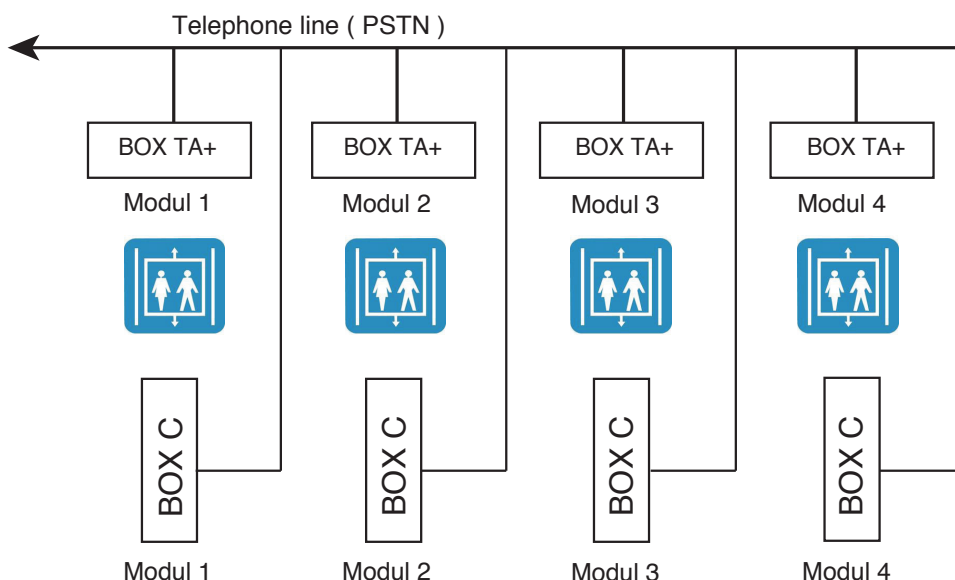 Telephone line ( PSTN )
BOX TA+
BOX TA+
BOX TA+
BOX TA+
Modul 1
Modul 2
Modul 3
Modul 4
BOX C
BOX C
BOX C
BOX C
Modul 1
Modul 2
Modul 3
Modul 4